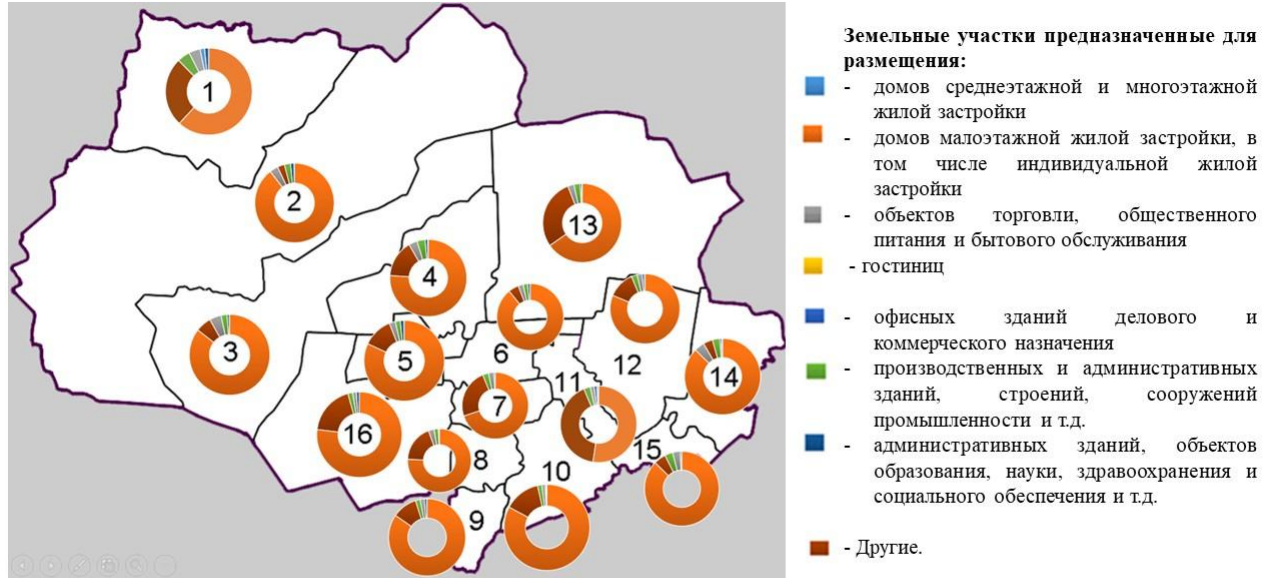 1
2
3
4
5
6
7
8
9
10
11
12
13
14
15
16
Земельные участки предназначенные для
размещения:
- домов среднеэтажной и многоэтажной
жилой застройки
- домов малоэтажной жилой застройки, в
том числе индивидуальной жилой
застройки
- объектов торговли, общественного
питания и бытового обслуживания
- гостиниц
- офисных зданий делового и
коммерческого назначения
- производственных и административных
зданий, строений, сооружений
промышленности и т.д.
- административных зданий, объектов
образования, науки, здравоохранения и
социального обеспечения и т.д.
- Другие.